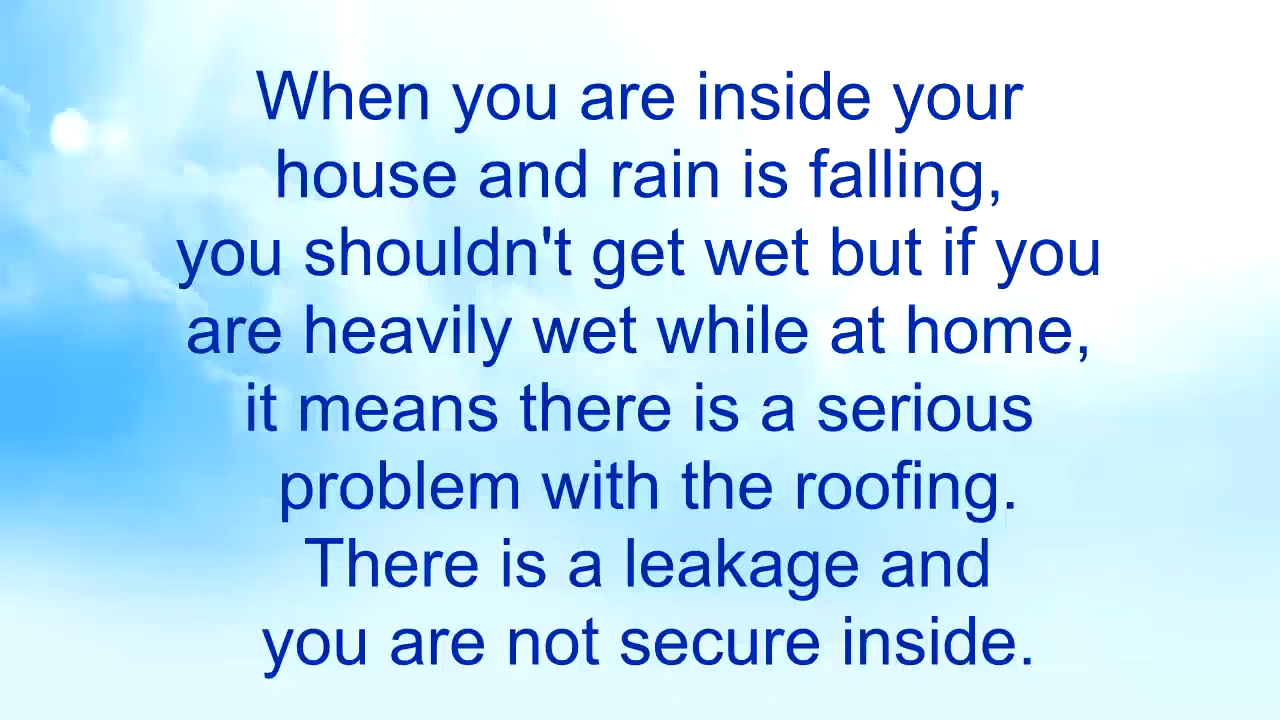 When you are inside your
house and rain is falling,
you shouldn't get wet but if you
are heavily wet while at home,
it means there is a serious
problem with the roofing.
There is a leakage and
you are not secure inside.